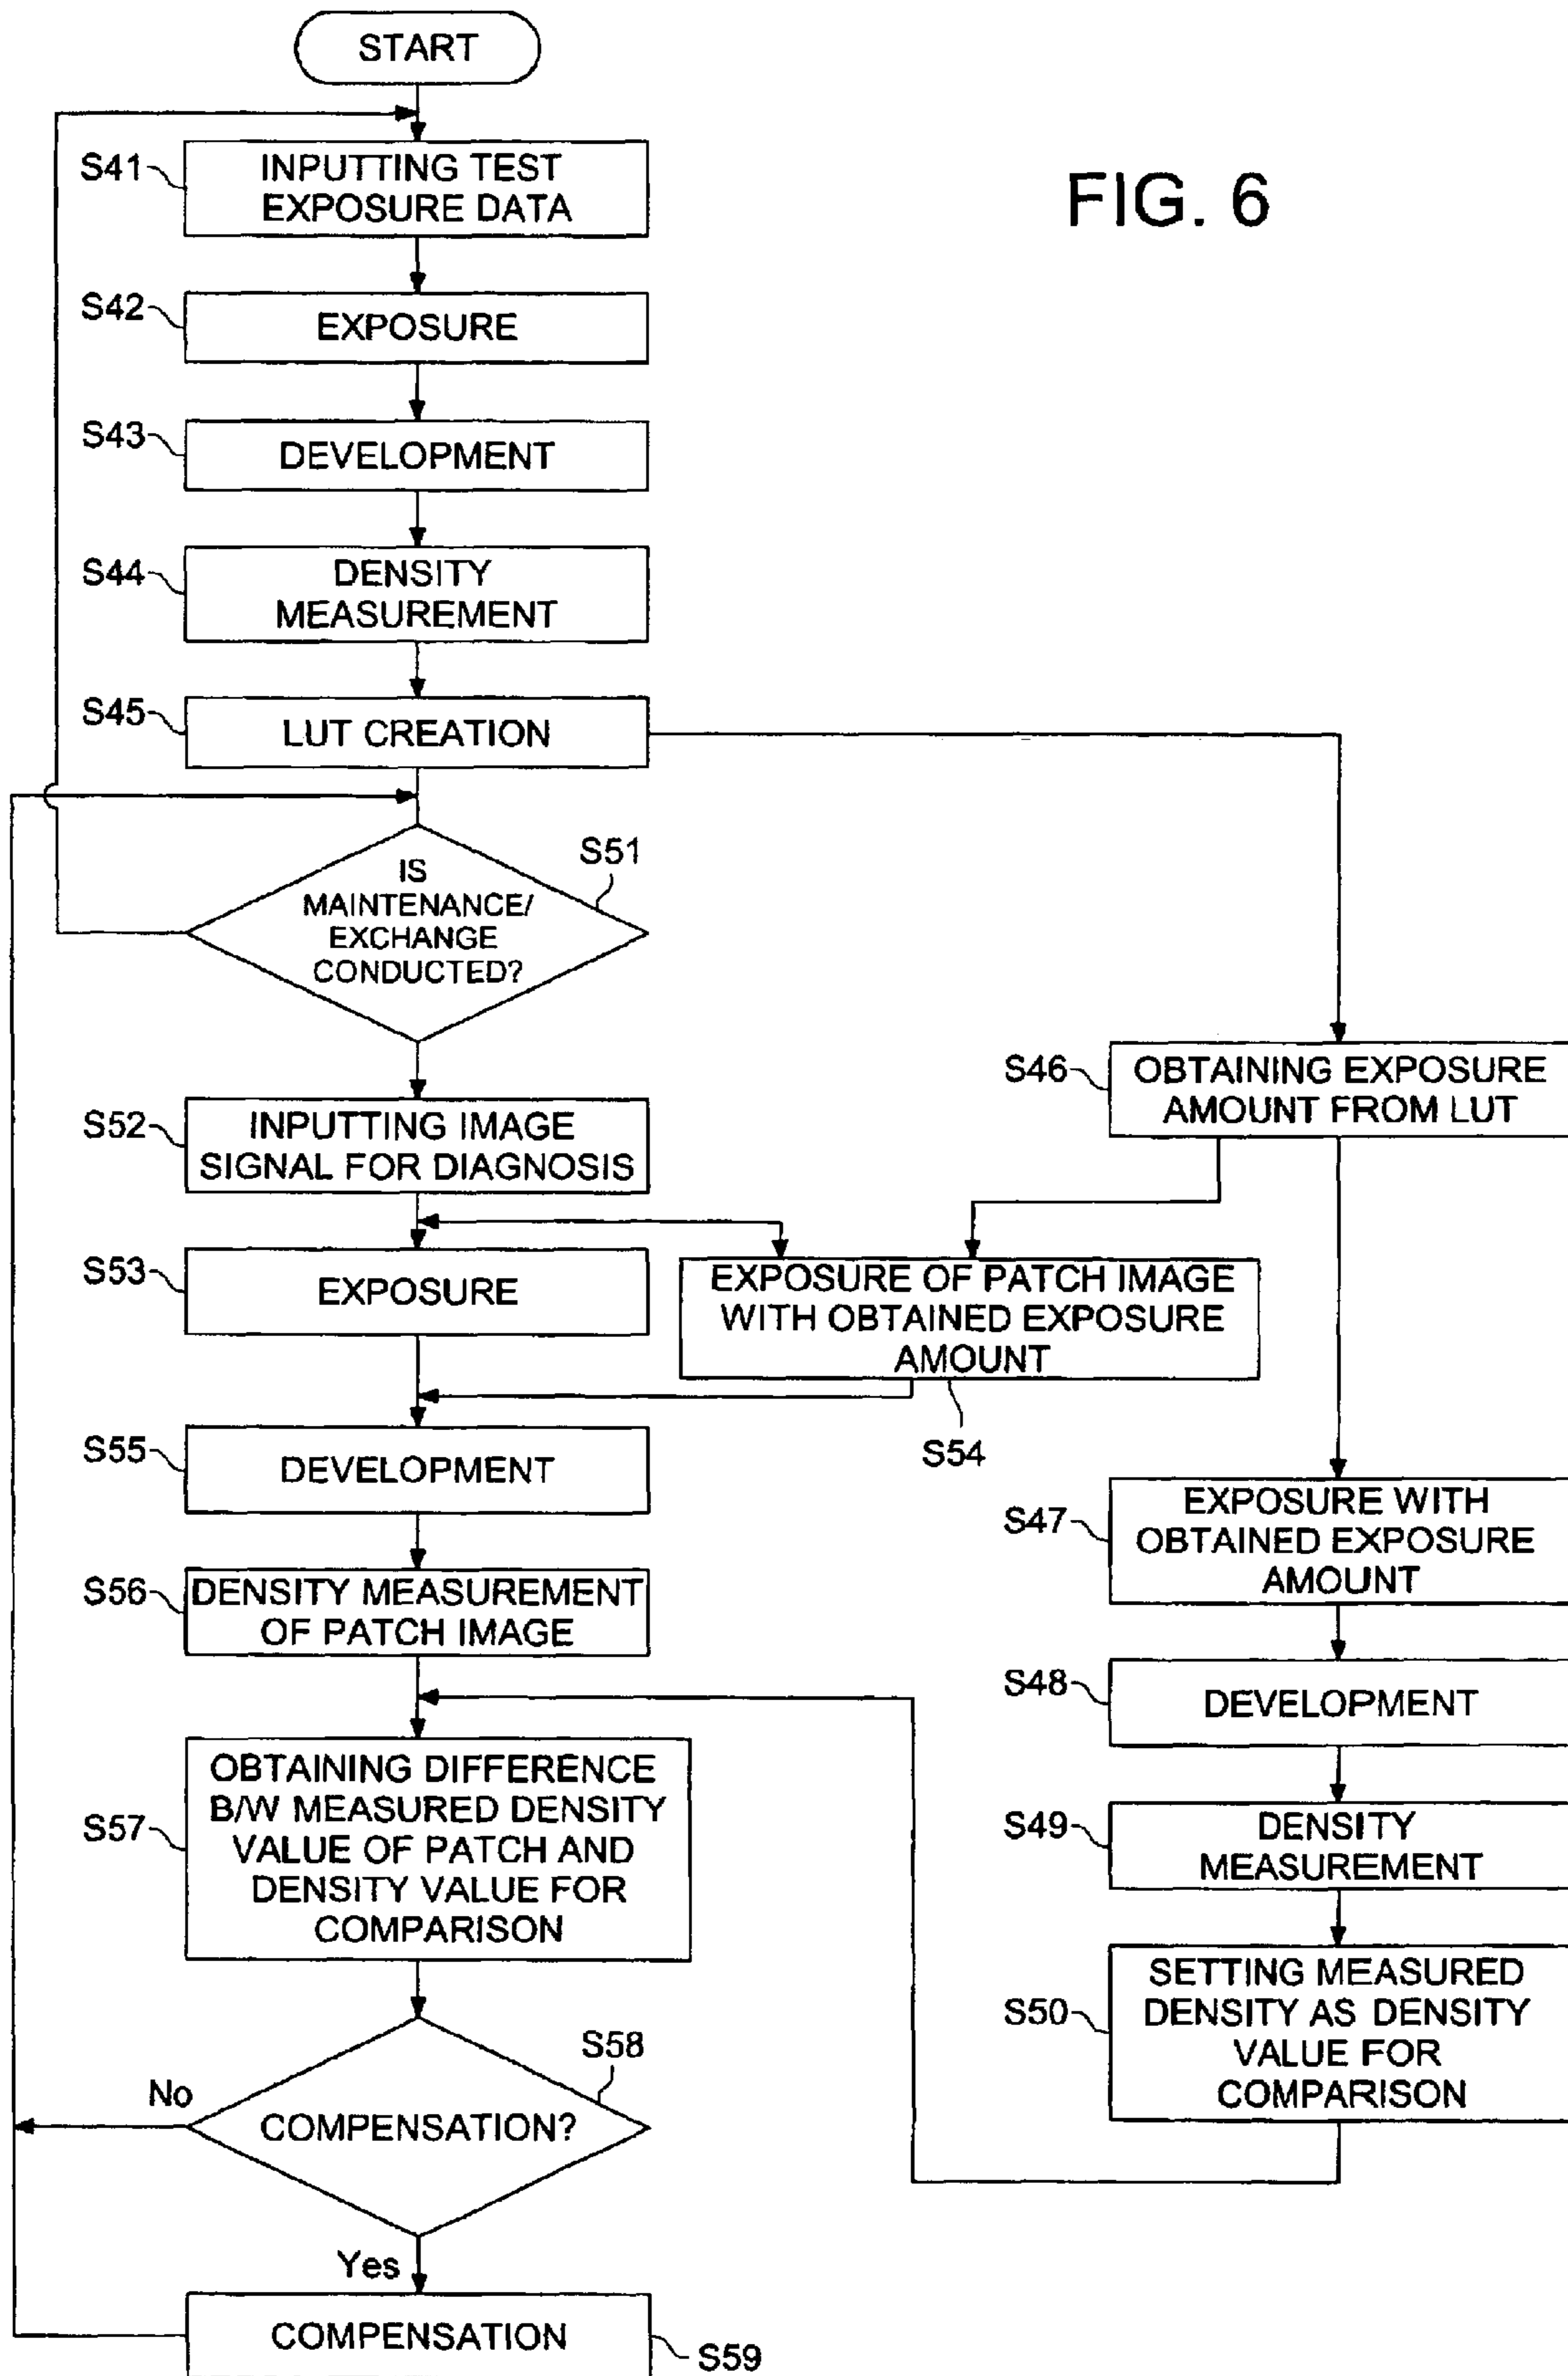 FIG. 6
START
S41
INPUTTING TEST
EXPOSURE DATA
S42
EXPOSURE
S43
DEVELOPMENT
S44
DENSITY
MEASUREMENT
S45
LUT CREATION
S51
IS
MAINTENANCE/
EXCHANGE
CONDUCTED?
S46
OBTAINING EXPOSURE
AMOUNT FROM LUT
S52
INPUTTING IMAGE
SIGNAL FOR DIAGNOSIS
S53
EXPOSURE
EXPOSURE OF PATCH IMAGE
WITH OBTAINED EXPOSURE
AMOUNT
S54
S55
DEVELOPMENT
S47
EXPOSURE WITH
OBTAINED EXPOSURE
AMOUNT
S56
DENSITY MEASUREMENT
OF PATCH IMAGE
S48
DEVELOPMENT
S57
OBTAINING DIFFERENCE
B/W MEASURED DENSITY
VALUE OF PATCH AND
DENSITY VALUE FOR
COMPARISON
S49
DENSITY
MEASUREMENT
S50
SETTING MEASURED
DENSITY AS DENSITY
VALUE FOR
COMPARISON
S58
No
COMPENSATION?
Yes
COMPENSATION
S59